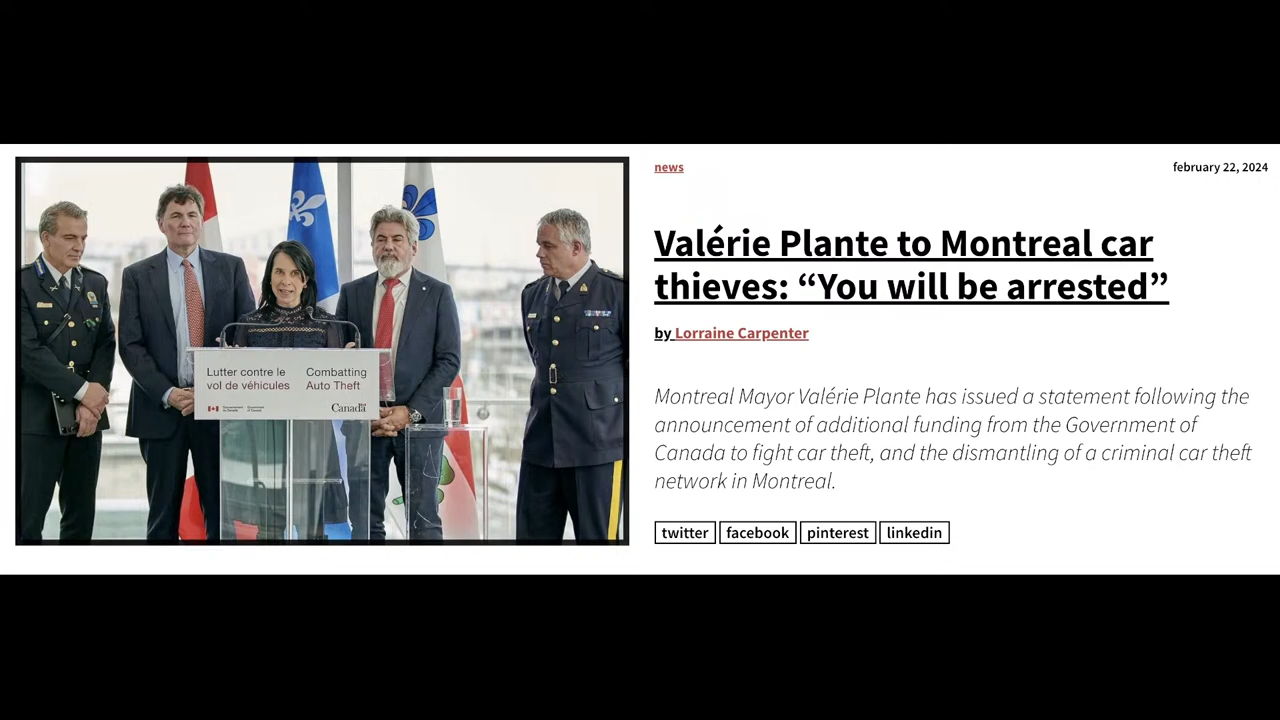 Lutter contre le
vol de véhicules
Combatting
Auto Theft
Canada
news
february 22, 2024
Valérie Plante to Montreal car
thieves: “You will be arrested”
by Lorraine Carpenter
Montreal Mayor Valérie Plante has issued a statement following the
announcement of additional funding from the Government of
Canada to fight car theft, and the dismantling of a criminal car theft
network in Montreal.
twitter
facebook
pinterest
linkedin